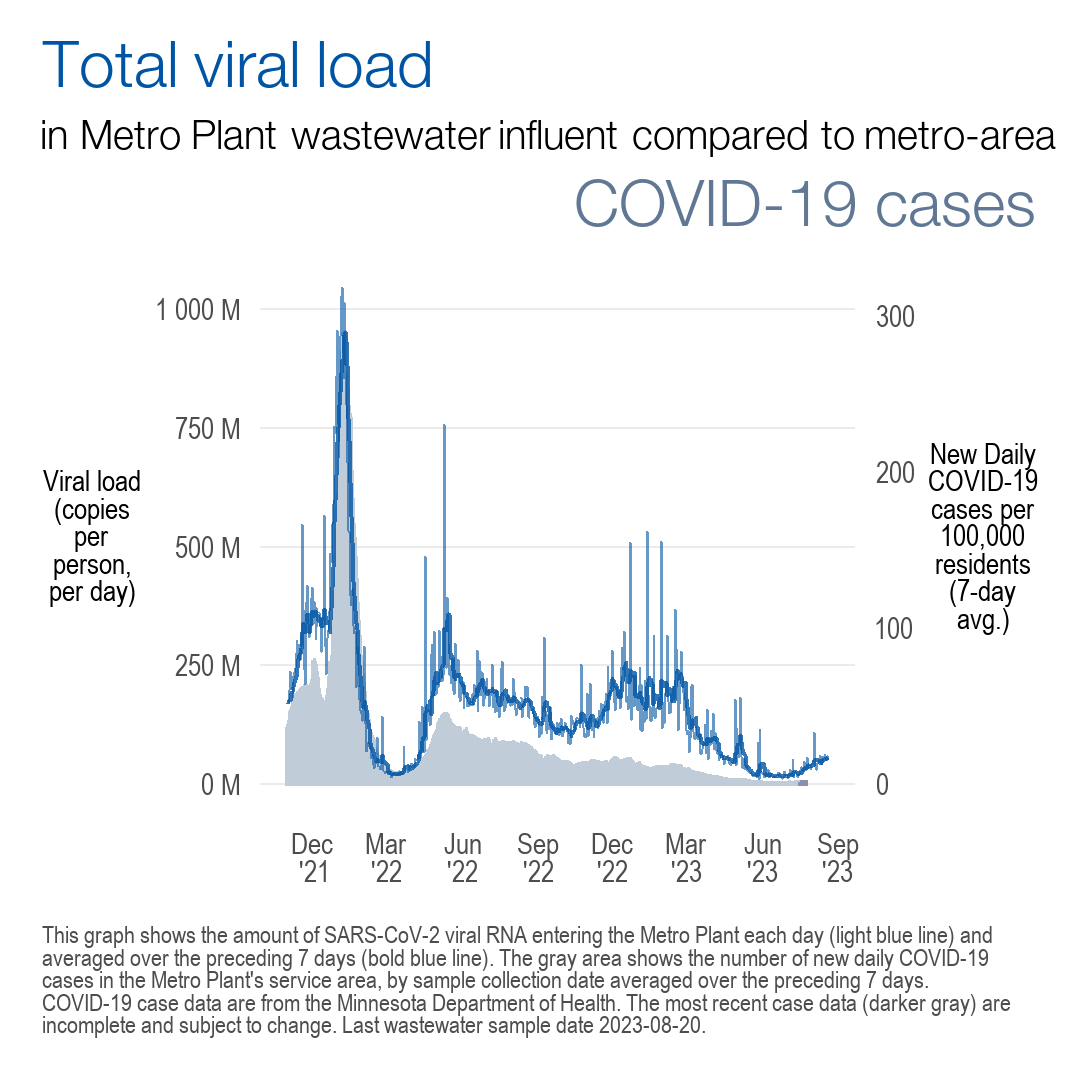 Total viral load
in Metro Plant wastewater influent compared to metro-area
COVID-19 cases
1 000 M
750 M
500 M
250 M
0 M
Viral load
(copies
per
person,
per day)
300
200
100
0
New Daily
COVID-19
cases per
100,000
residents
(7-day
avg.)
Dec '21
Mar '22
Jun '22
Sep '22
Dec '22
Mar '23
Jun '23
Sep '23
This graph shows the amount of SARS-CoV-2 viral RNA entering the Metro Plant each day (light blue line) and
averaged over the preceding 7 days (bold blue line). The gray area shows the number of new daily COVID-19
cases in the Metro Plant's service area, by sample collection date averaged over the preceding 7 days.
COVID-19 case data are from the Minnesota Department of Health. The most recent case data (darker gray) are
incomplete and subject to change. Last wastewater sample date 2023-08-20.